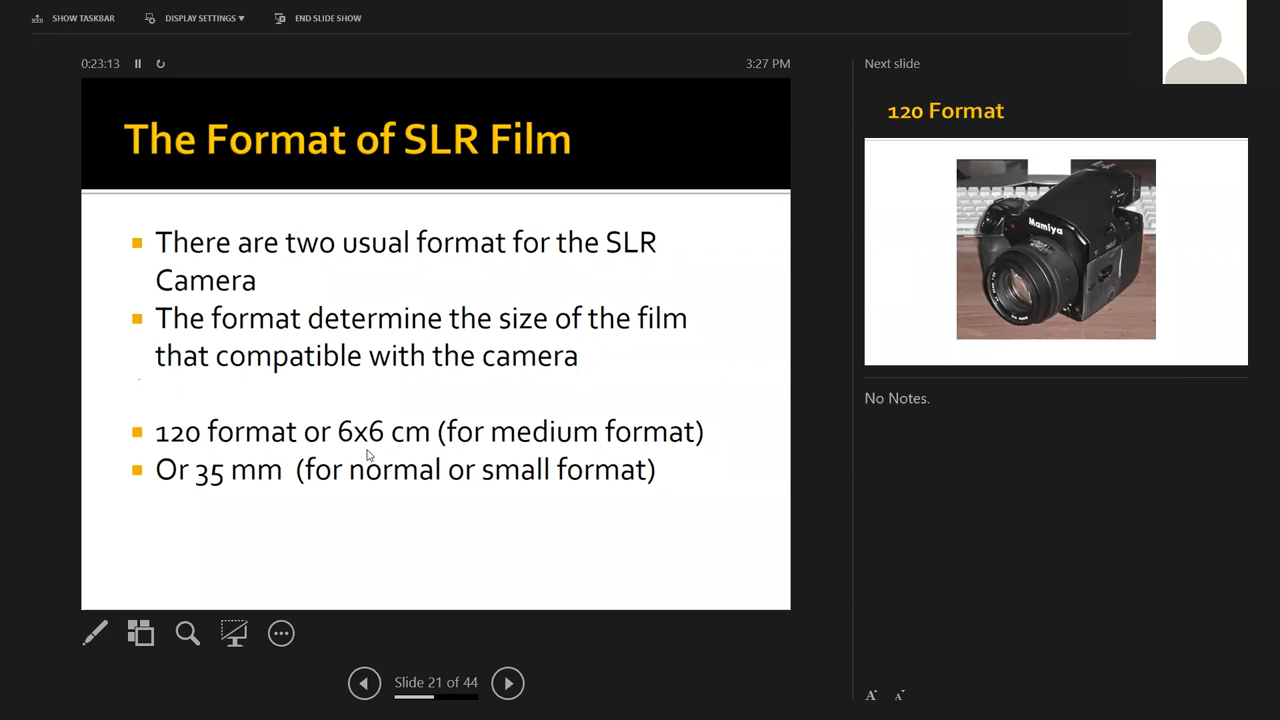 SHOW TASKBAR DISPLAY SETTINGS ▼ END SLIDE SHOW
0:23:13 3:27 PM
The Format of SLR Film
There are two usual format for the SLR
Camera
The format determine the size of the film
that compatible with the camera
120 format or 6x6 cm (for medium format)
Or 35 mm (for normal or small format)
Slide 21 of 44
Next slide
120 Format
Mamiya
No Notes.
A A